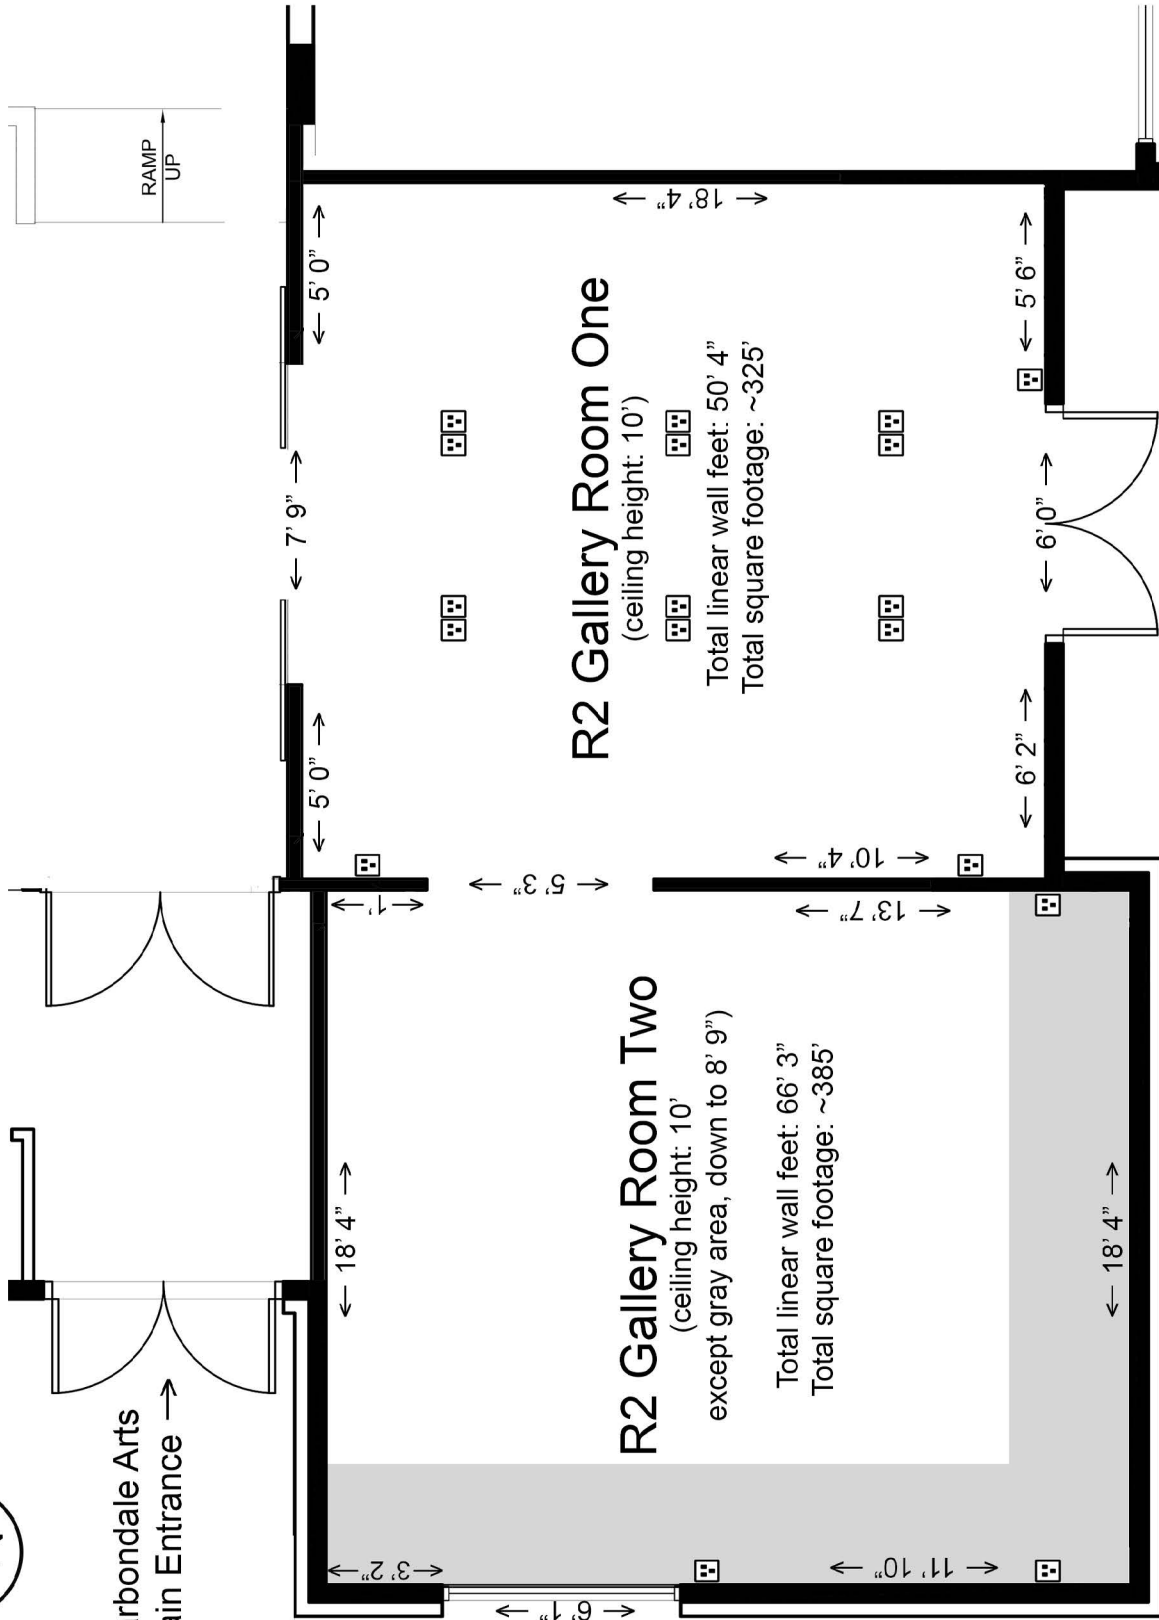 RAMP
UP
5' 0"
7' 9"
5' 0"
18' 4"
R2 Gallery Room One
(ceiling height: 10')
Total linear wall feet: 50' 4"
Total square footage: ~325'
5' 6"
6' 0"
6' 2"
10' 4"
5' 3"
1'
13' 7"
R2 Gallery Room Two
(ceiling height: 10'
except gray area, down to 8' 9")
Total linear wall feet: 66' 3"
Total square footage: ~385'
18' 4"
18' 4"
3' 2"
6' 1"
11' 10"
rbondale Arts
ain Entrance